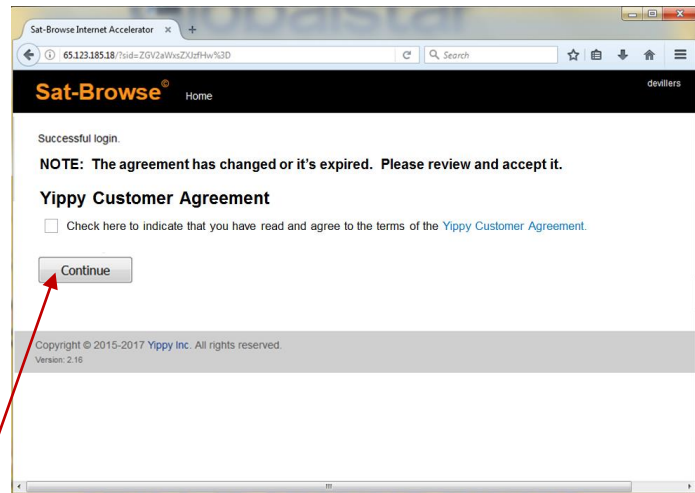 Globalstar
Sat-Browse Internet Accelerator × +
65.123.185.18/?sid=ZGV2aWxsZXJzfHw%3D
Search
Sat-Browse© Home devillers
Successful login.
NOTE: The agreement has changed or it's expired. Please review and accept it.
Yippy Customer Agreement
Check here to indicate that you have read and agree to the terms of the Yippy Customer Agreement.
Continue
Copyright © 2015-2017 Yippy Inc. All rights reserved.
Version: 2.16